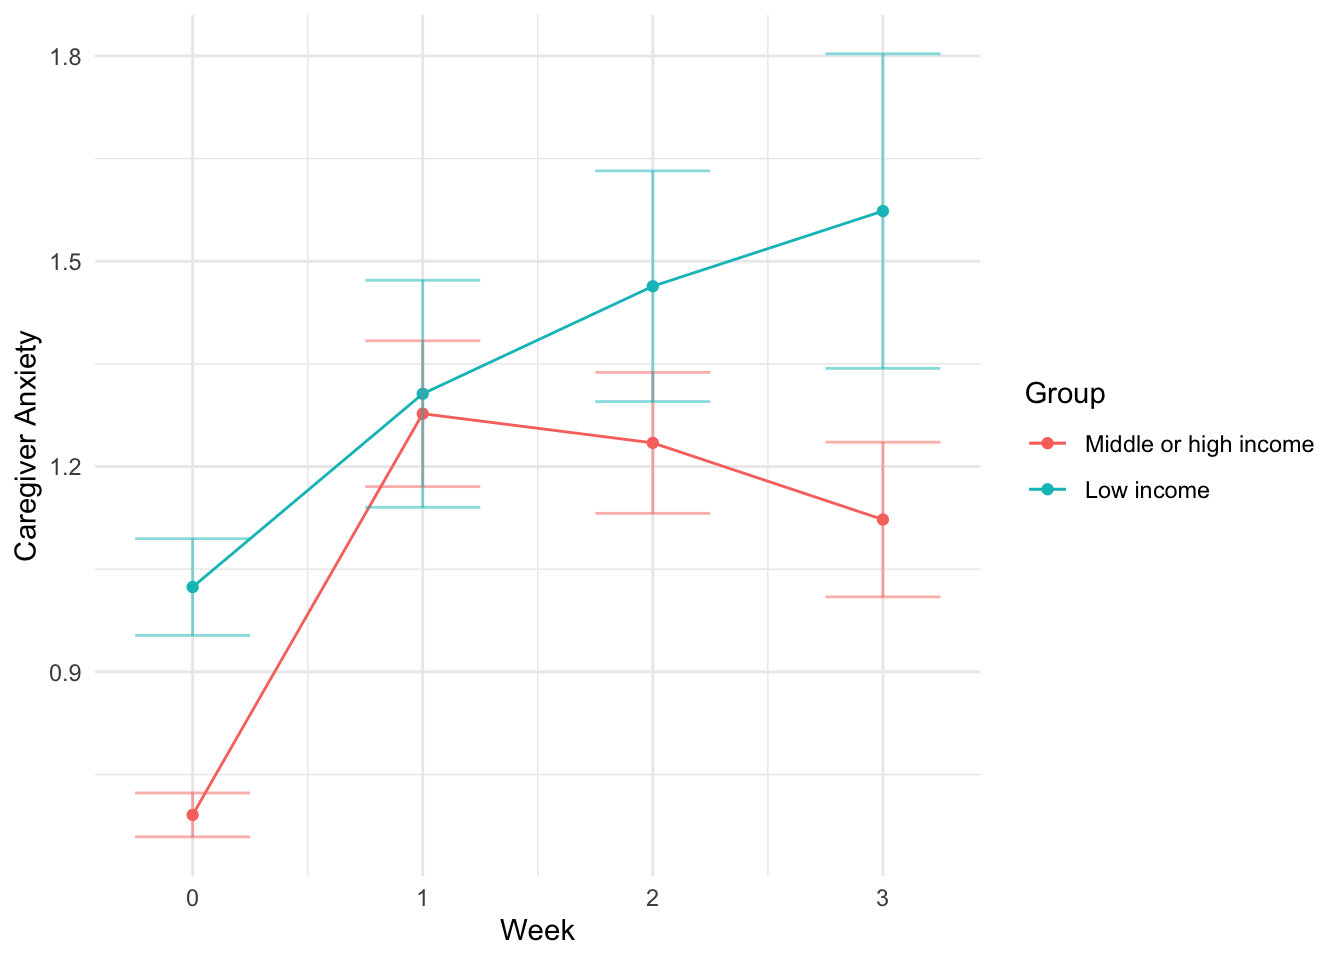 1.8
1.5
1.2
0.9
Caregiver Anxiety
0 1 2 3
Week
Group
Middle or high income
Low income